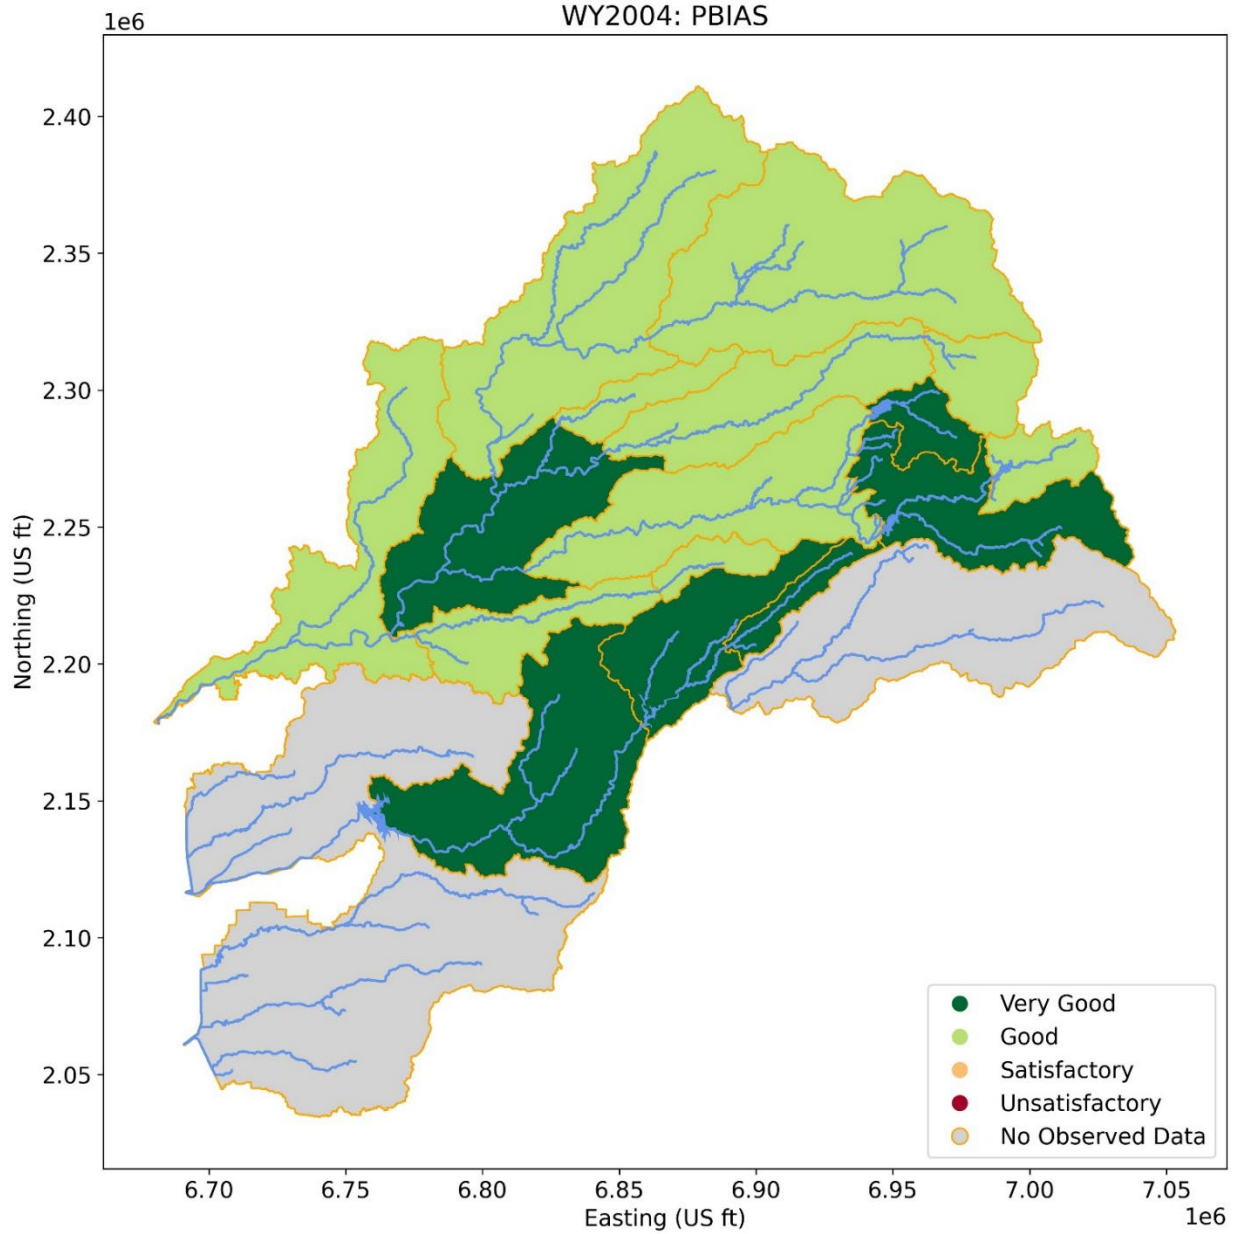 WY2004: PBIAS
1e6
2.40
2.35
2.30
2.25
2.20
2.15
2.10
2.05
Northing (US ft)
Very Good
Good
Satisfactory
Unsatisfactory
No Observed Data
6.70 6.75 6.80 6.85 6.90 6.95 7.00 7.05
Easting (US ft)
1e6